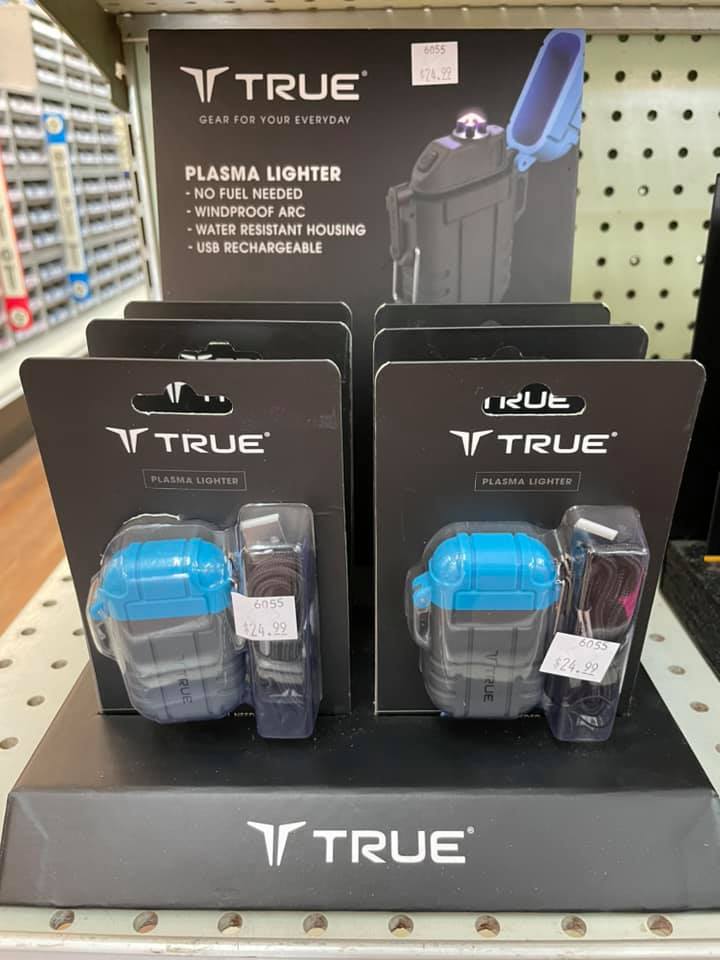 TRUE®
GEAR FOR YOUR EVERYDAY
6055
$24.99
PLASMA LIGHTER
- NO FUEL NEEDED
- WINDPROOF ARC
- WATER RESISTANT HOUSING
- USB RECHARGEABLE
TRUE®
PLASMA LIGHTER
6055
$24.99
TRUE
TRUE
TRUE®
PLASMA LIGHTER
6055
$24.99
TRUE
TRUE®